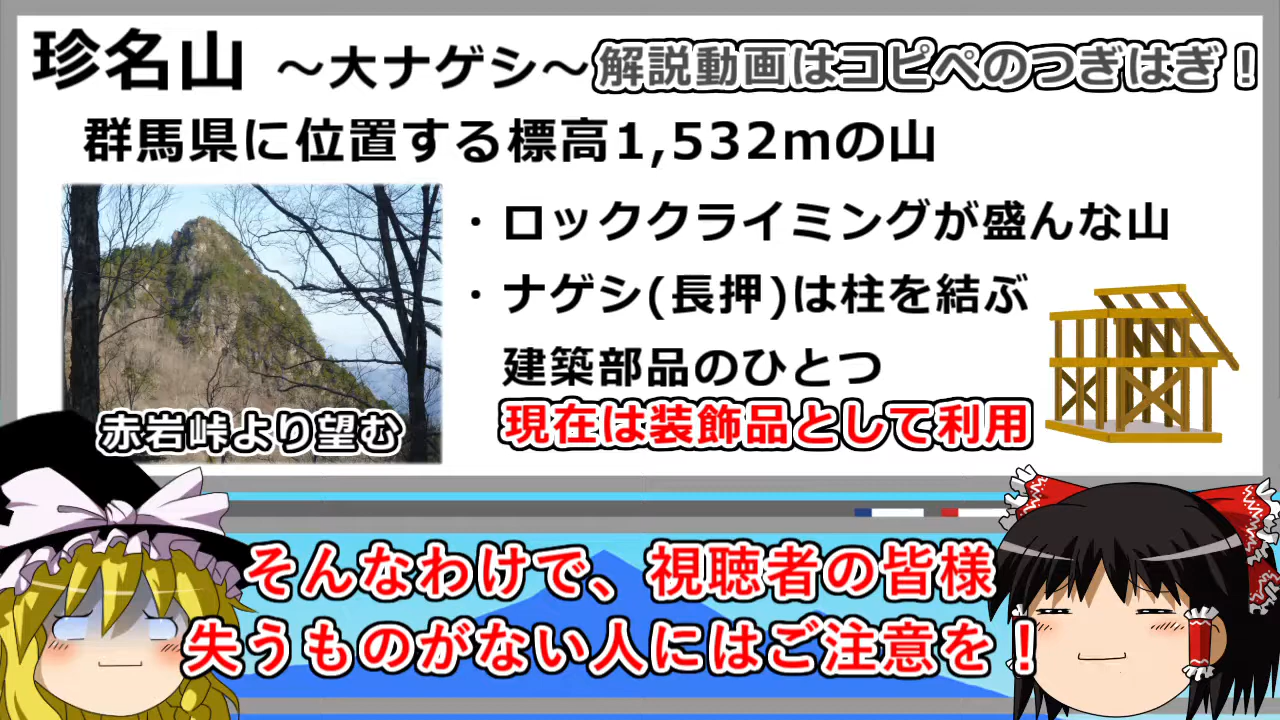 珍名山 ～大ナゲシ～解説動画はコピペのつぎはぎ！
群馬県に位置する標高1,532mの山
・ロッククライミングが盛んな山
・ナゲシ(長押)は柱を結ぶ
建築部品のひとつ
現在は装飾品として利用
赤岩峠より望む
そんなわけで、視聴者の皆様
失うものがない人にはご注意を！